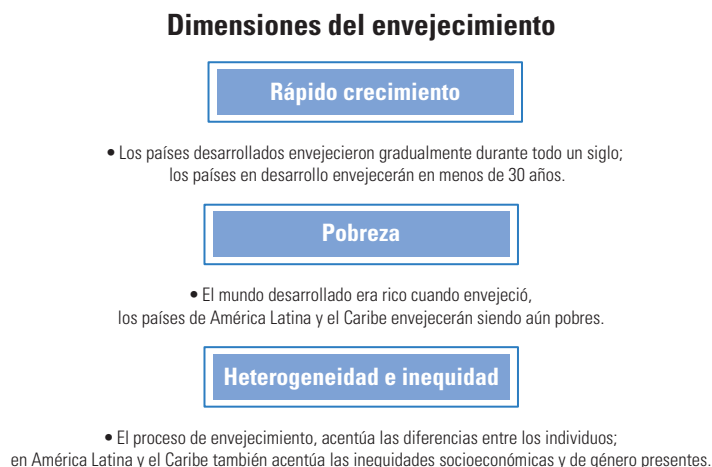 Dimensiones del envejecimiento
Rápido crecimiento
• Los países desarrollados envejecieron gradualmente durante todo un siglo;
los países en desarrollo envejecerán en menos de 30 años.
Pobreza
• El mundo desarrollado era rico cuando envejeció,
los países de América Latina y el Caribe envejecerán siendo aún pobres.
Heterogeneidad e inequidad
• El proceso de envejecimiento, acentúa las diferencias entre los individuos;
en América Latina y el Caribe también acentúa las inequidades socioeconómicas y de género presentes.